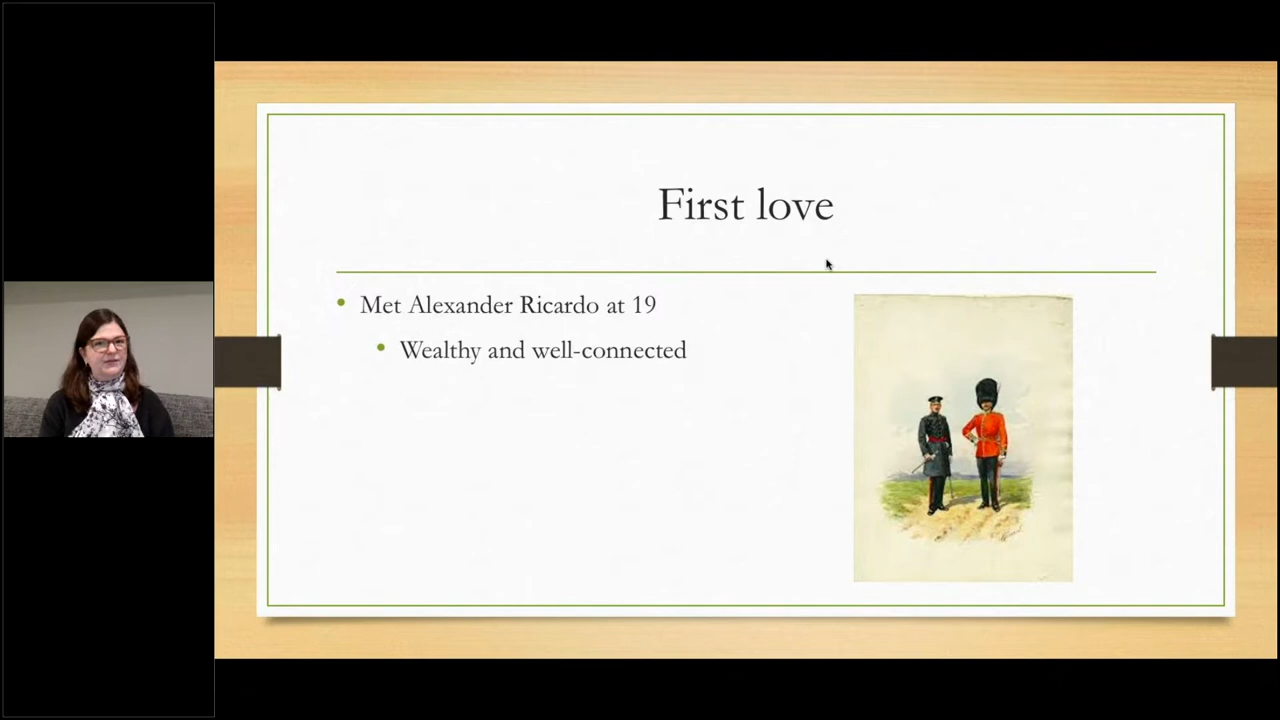 First love
Met Alexander Ricardo at 19
Wealthy and well-connected